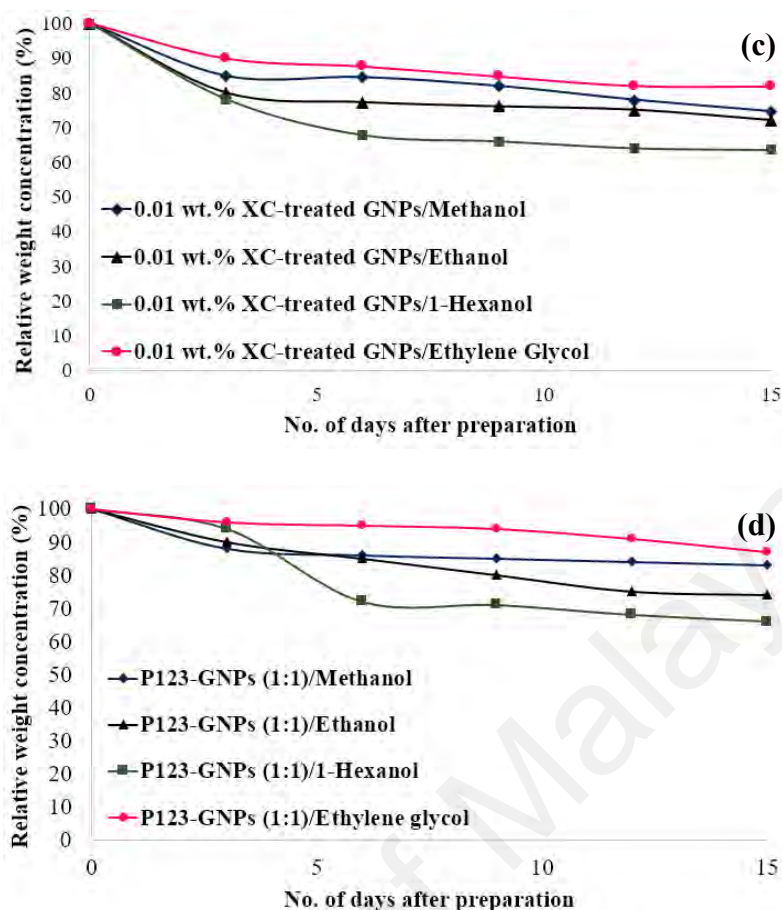 (c)
Relative weight concentration (%)
100
90
80
70
60
50
40
30
20
10
0
0.01 wt.% XC-treated GNPs/Methanol
0.01 wt.% XC-treated GNPs/Ethanol
0.01 wt.% XC-treated GNPs/1-Hexanol
0.01 wt.% XC-treated GNPs/Ethylene Glycol
0 5 10 15
No. of days after preparation
(d)
Relative weight concentration (%)
100
90
80
70
60
50
40
30
20
10
0
P123-GNPs (1:1)/Methanol
P123-GNPs (1:1)/Ethanol
P123-GNPs (1:1)/1-Hexanol
P123-GNPs (1:1)/Ethylene glycol
0 5 10 15
No. of days after preparation
f Malay